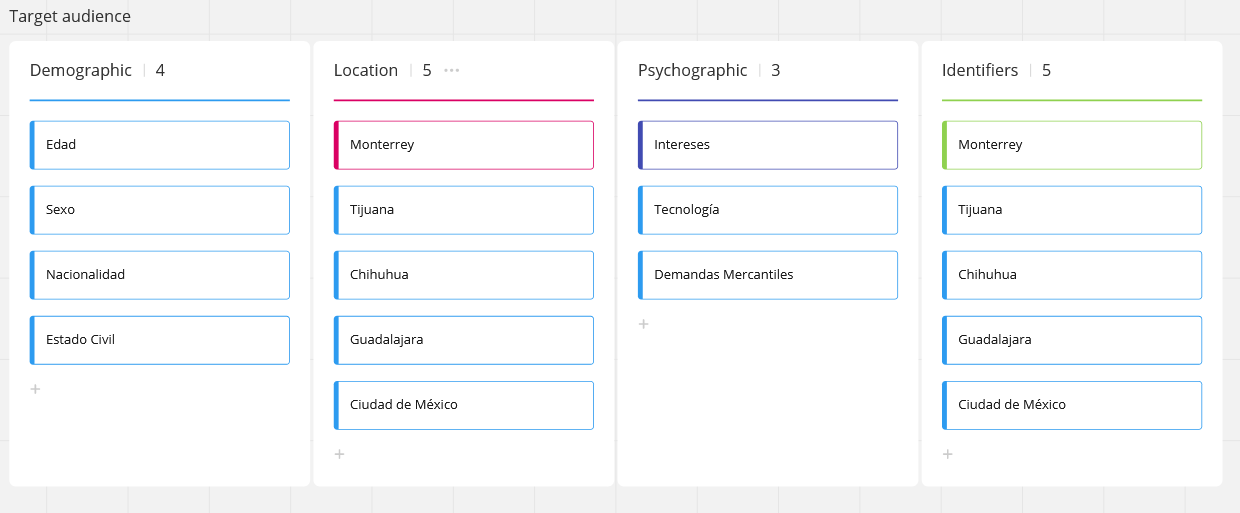 Target audience
Demographic | 4
Edad
Sexo
Nacionalidad
Estado Civil
+
Location | 5 ...
Monterrey
Tijuana
Chihuhua
Guadalajara
Ciudad de México
+
Psychographic | 3
Intereses
Tecnología
Demandas Mercantiles
+
Identifiers | 5
Monterrey
Tijuana
Chihuhua
Guadalajara
Ciudad de México
+